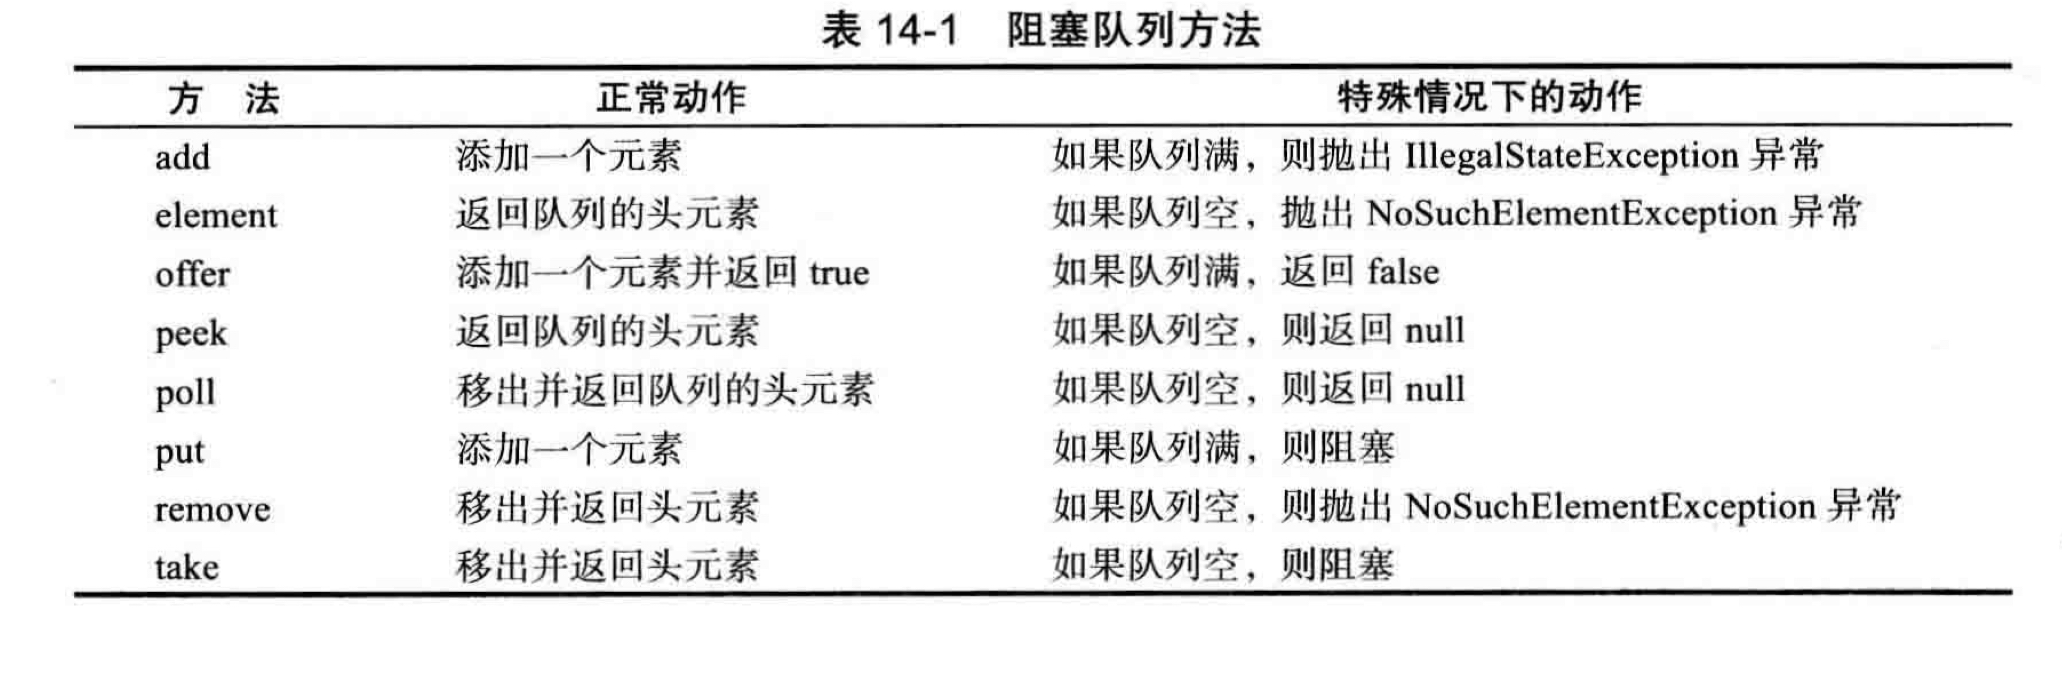 表 14-1 阻塞队列方法
方 法 正常动作 特殊情况下的动作
add 添加一个元素 如果队列满，则抛出 IllegalStateException 异常
element 返回队列的头元素 如果队列空，抛出 NoSuchElementException 异常
offer 添加一个元素并返回 true 如果队列满，返回 false
peek 返回队列的头元素 如果队列空，则返回 null
poll 移出并返回队列的头元素 如果队列空，则返回 null
put 添加一个元素 如果队列满，则阻塞
remove 移出并返回头元素 如果队列空，则抛出 NoSuchElementException 异常
take 移出并返回头元素 如果队列空，则阻塞